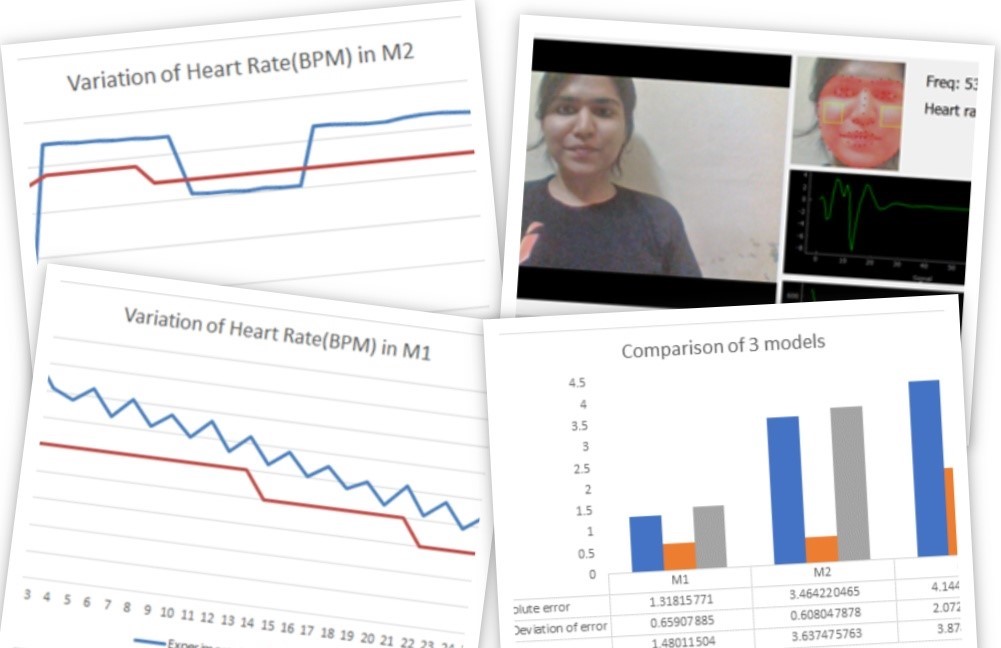 Variation of Heart Rate(BPM) in M2
Freq: 53
Heart ra
Variation of Heart Rate(BPM) in M1
3 4 5 6 7 8 9 10 11 12 13 14 15 16 17 18 19 20 21 22 23 24
Experim
Comparison of 3 models
4.5
4
3.5
3
2.5
2
1.5
1
0.5
0
M1 M2
olute error 1.31815771 3.464220465 4.144
Deviation of error 0.65907885 0.608047878 2.072
1.48011504 3.637475763 3.87